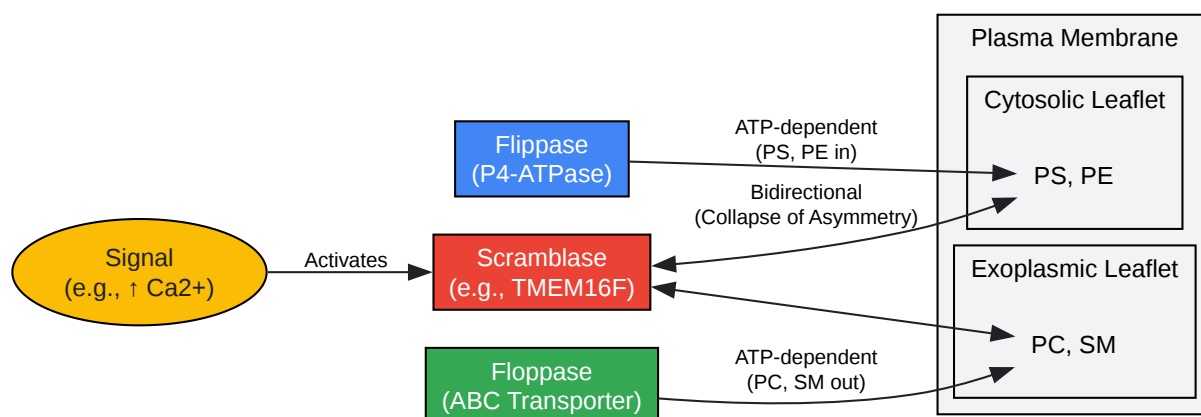 Plasma Membrane
Cytosolic Leaflet
ATP-dependent
(PS, PE in)
Flippase
(P4-ATPase)
PS, PE
Bidirectional
(Collapse of Asymmetry)
Signal
(e.g., ↑ Ca2+)
Activates
Scramblase
(e.g., TMEM16F)
Exoplasmic Leaflet
PC, SM
ATP-dependent
(PC, SM out)
Floppase
(ABC Transporter)